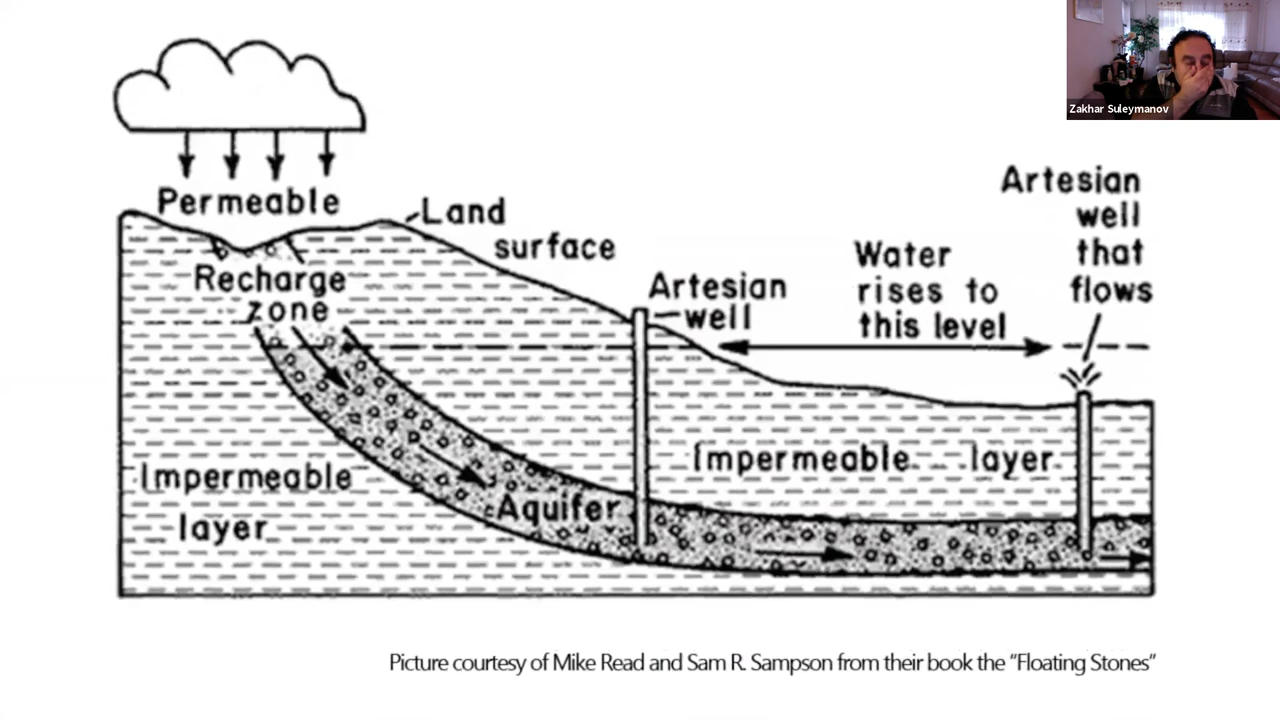 Zakhar Suleymanov
Permeable
Land
surface
Recharge
zone
Artesian
well
Water
rises to
this level
Artesian
well
that
flows
Impermeable
layer
Aquifer
Impermeable layer
Picture courtesy of Mike Read and Sam R. Sampson from their book the “Floating Stones”